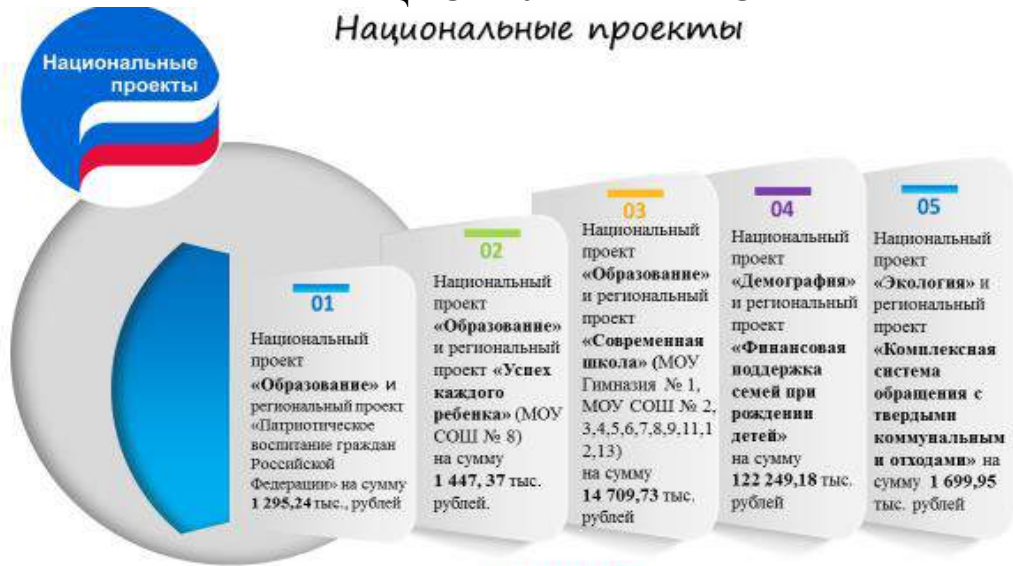 Национальные проекты
Национальные
проекты
01
Национальный
проект
«Образование» и
региональный проект
«Патриотическое
воспитание граждан
Российской
Федерации» на сумму
1 295,24 тыс., рублей
02
Национальный
проект
«Образование»
и региональный
проект «Успех
каждого
ребенка» (МОУ
СОШ № 8)
на сумму
1 447, 37 тыс.
рублей.
03
Национальный
проект
«Образование»
и региональный
проект
«Современная
школа» (МОУ
Гимназия № 1,
МОУ СОШ № 2,
3,4,5,6,7,8,9,11,1
2,13)
на сумму
14 709,73 тыс.
рублей
04
Национальный
проект
«Демография»
и региональный
проект
«Финансовая
поддержка
семей при
рождении
детей»
на сумму
122 249,18 тыс.
рублей
05
Национальный
проект
«Экология» и
региональный
проект
«Комплексная
система
обращения с
твердыми
коммунальным
и отходами» на
сумму 1 699,95
тыс. рублей